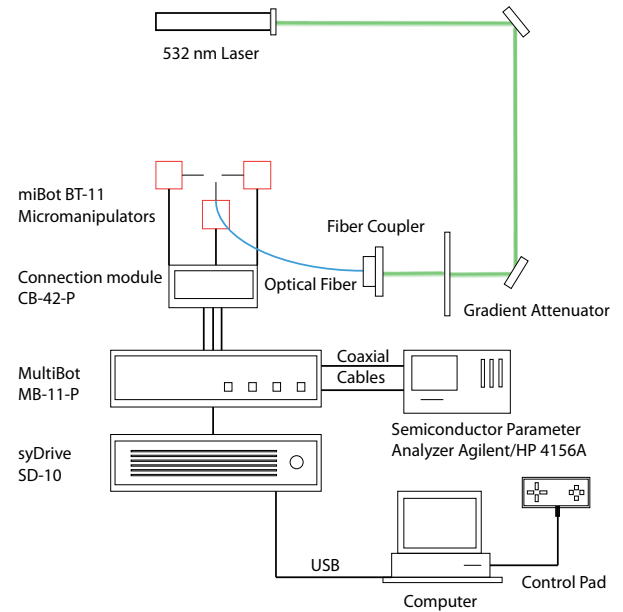 532 nm Laser
miBot BT-11
Micromanipulators
Fiber Coupler
Connection module
CB-42-P
Optical Fiber
Gradient Attenuator
MultiBot
MB-11-P
Coaxial
Cables
Semiconductor Parameter
Analyzer Agilent/HP 4156A
syDrive
SD-10
USB
Control Pad
Computer